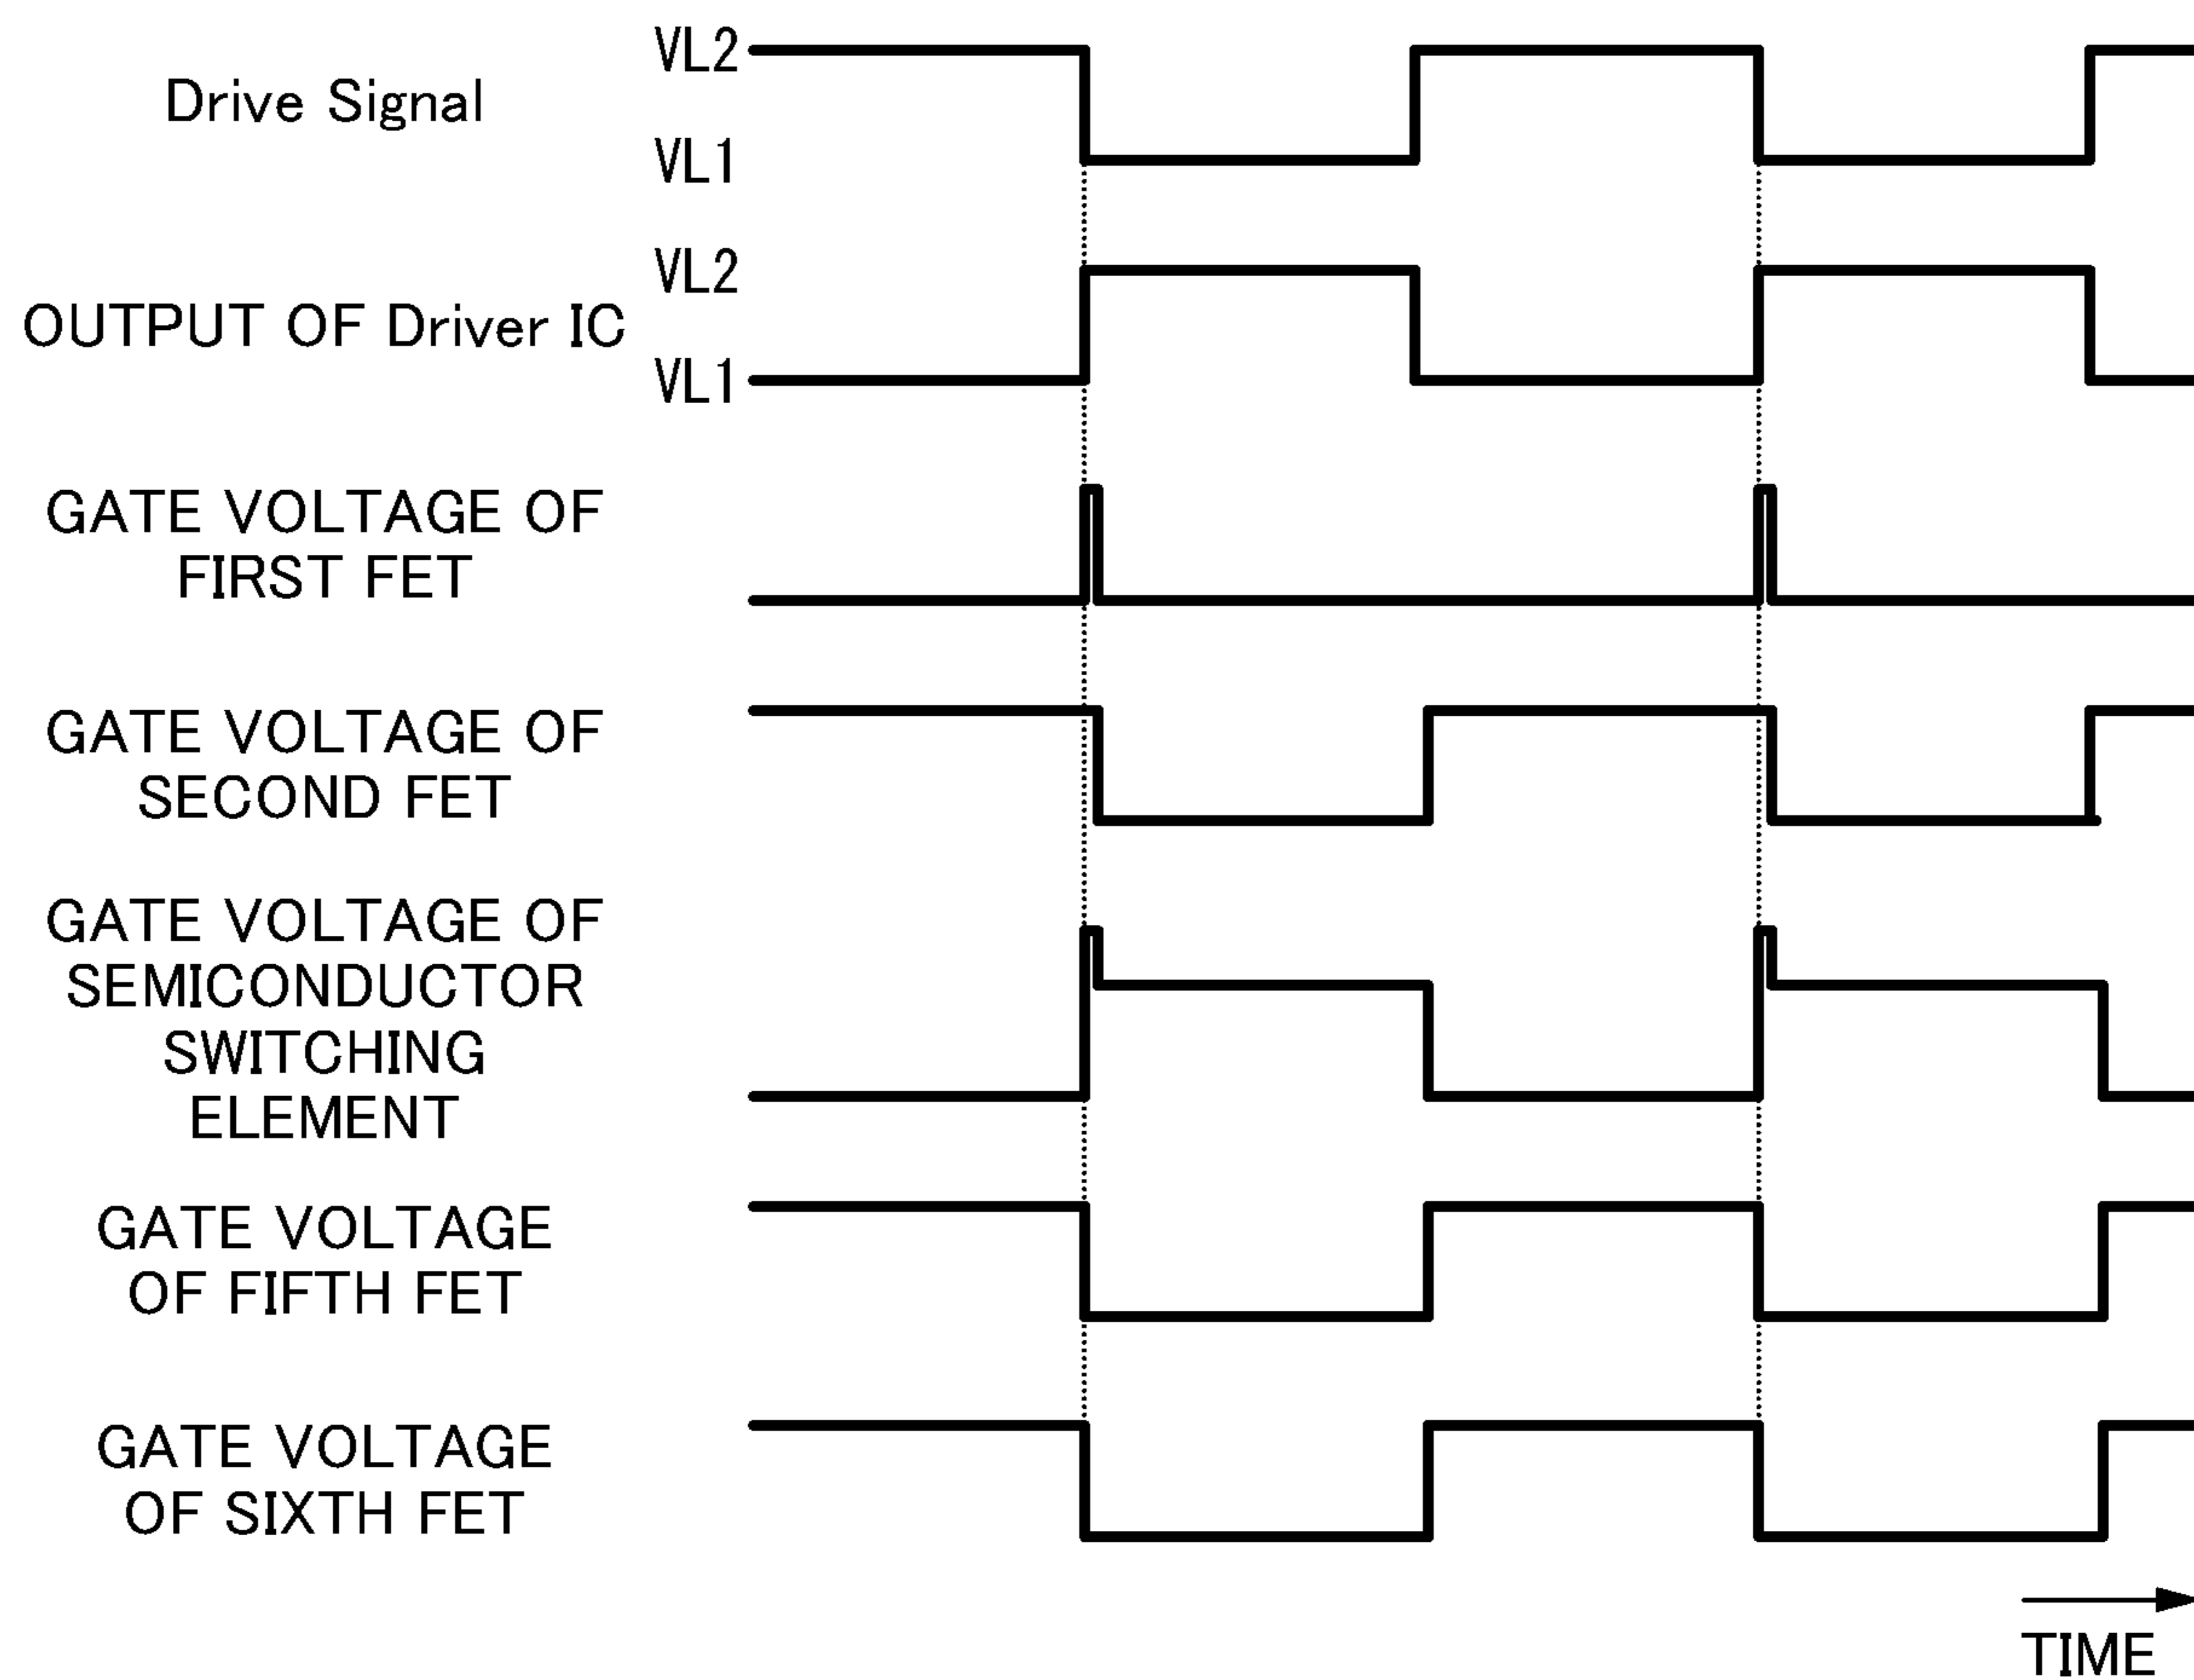 Drive Signal
VL2
VL1
OUTPUT OF Driver IC
VL2
VL1
GATE VOLTAGE OF
FIRST FET
GATE VOLTAGE OF
SECOND FET
GATE VOLTAGE OF
SEMICONDUCTOR
SWITCHING
ELEMENT
GATE VOLTAGE
OF FIFTH FET
GATE VOLTAGE
OF SIXTH FET
TIME